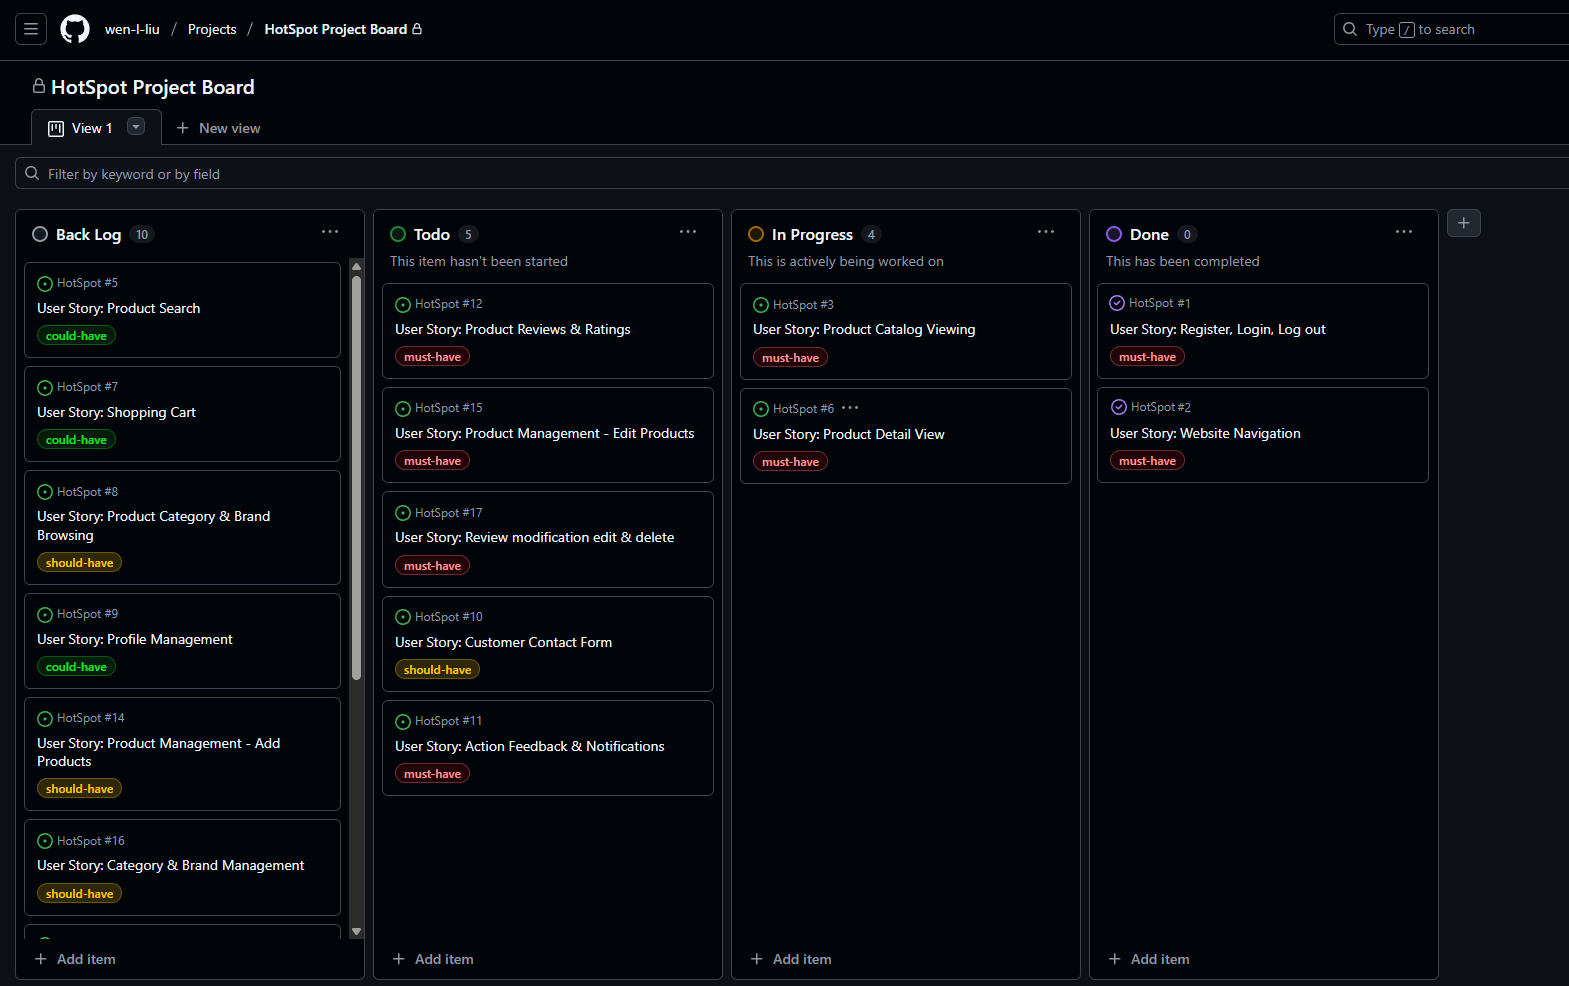 wen-l-liu / Projects / HotSpot Project Board
Type / to search
HotSpot Project Board
View 1
New view
Filter by keyword or by field
Back Log 10
HotSpot #5
User Story: Product Search
could-have
HotSpot #7
User Story: Shopping Cart
could-have
HotSpot #8
User Story: Product Category & Brand
Browsing
should-have
HotSpot #9
User Story: Profile Management
could-have
HotSpot #14
User Story: Product Management - Add
Products
should-have
HotSpot #16
User Story: Category & Brand Management
should-have
Add item
Todo 5
This item hasn't been started
HotSpot #12
User Story: Product Reviews & Ratings
must-have
HotSpot #15
User Story: Product Management - Edit Products
must-have
HotSpot #17
User Story: Review modification edit & delete
must-have
HotSpot #10
User Story: Customer Contact Form
should-have
HotSpot #11
User Story: Action Feedback & Notifications
must-have
Add item
In Progress 4
This is actively being worked on
HotSpot #3
User Story: Product Catalog Viewing
must-have
HotSpot #6
User Story: Product Detail View
must-have
Add item
Done 0
This has been completed
HotSpot #1
User Story: Register, Login, Log out
must-have
HotSpot #2
User Story: Website Navigation
must-have
Add item